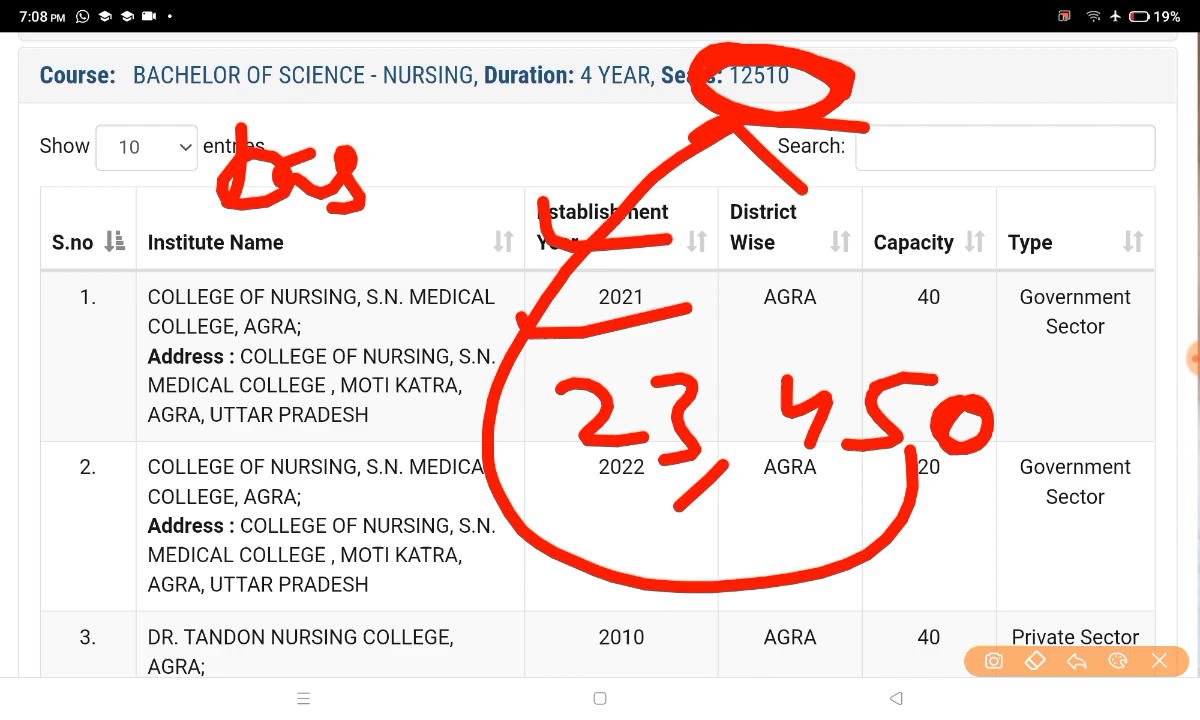 7:08 PM 19%
Course: BACHELOR OF SCIENCE - NURSING, Duration: 4 YEAR, Seats: 12510
Show 10 entries Search:
S.no Institute Name Establishment Year District Wise Capacity Type
1. COLLEGE OF NURSING, S.N. MEDICAL COLLEGE, AGRA; 2021 AGRA 40 Government Sector
Address : COLLEGE OF NURSING, S.N.
MEDICAL COLLEGE , MOTI KATRA,
AGRA, UTTAR PRADESH
23,450
2. COLLEGE OF NURSING, S.N. MEDICA COLLEGE, AGRA; 2022 AGRA 20 Government Sector
Address : COLLEGE OF NURSING, S.N.
MEDICAL COLLEGE , MOTI KATRA,
AGRA, UTTAR PRADESH
3. DR. TANDON NURSING COLLEGE, AGRA; 2010 AGRA 40 Private Sector